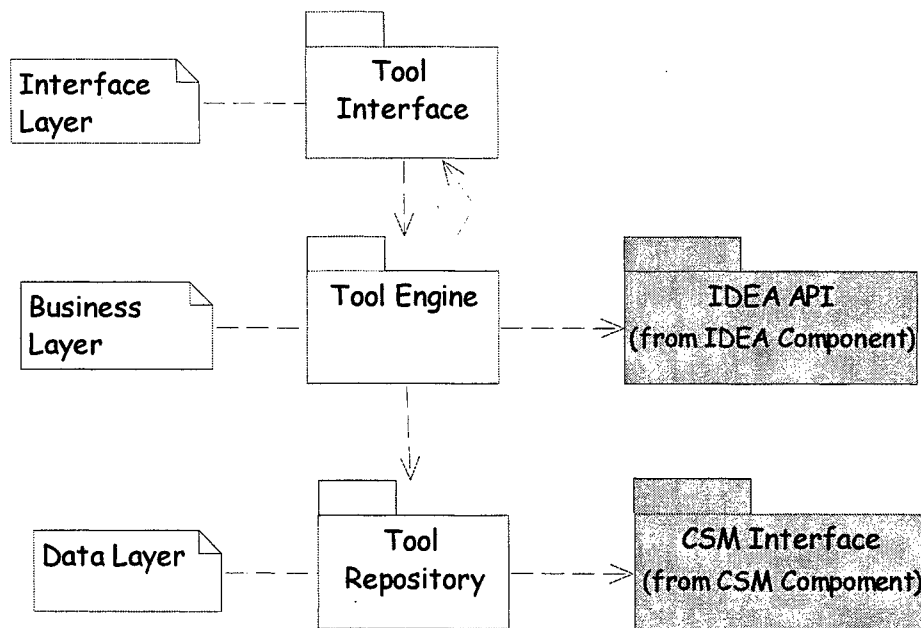 Interface
Layer
Tool
Interface
Business
Layer
Tool Engine
IDEA API
(from IDEA Component)
Data Layer
Tool
Repository
CSM Interface
(from CSM Compoment)